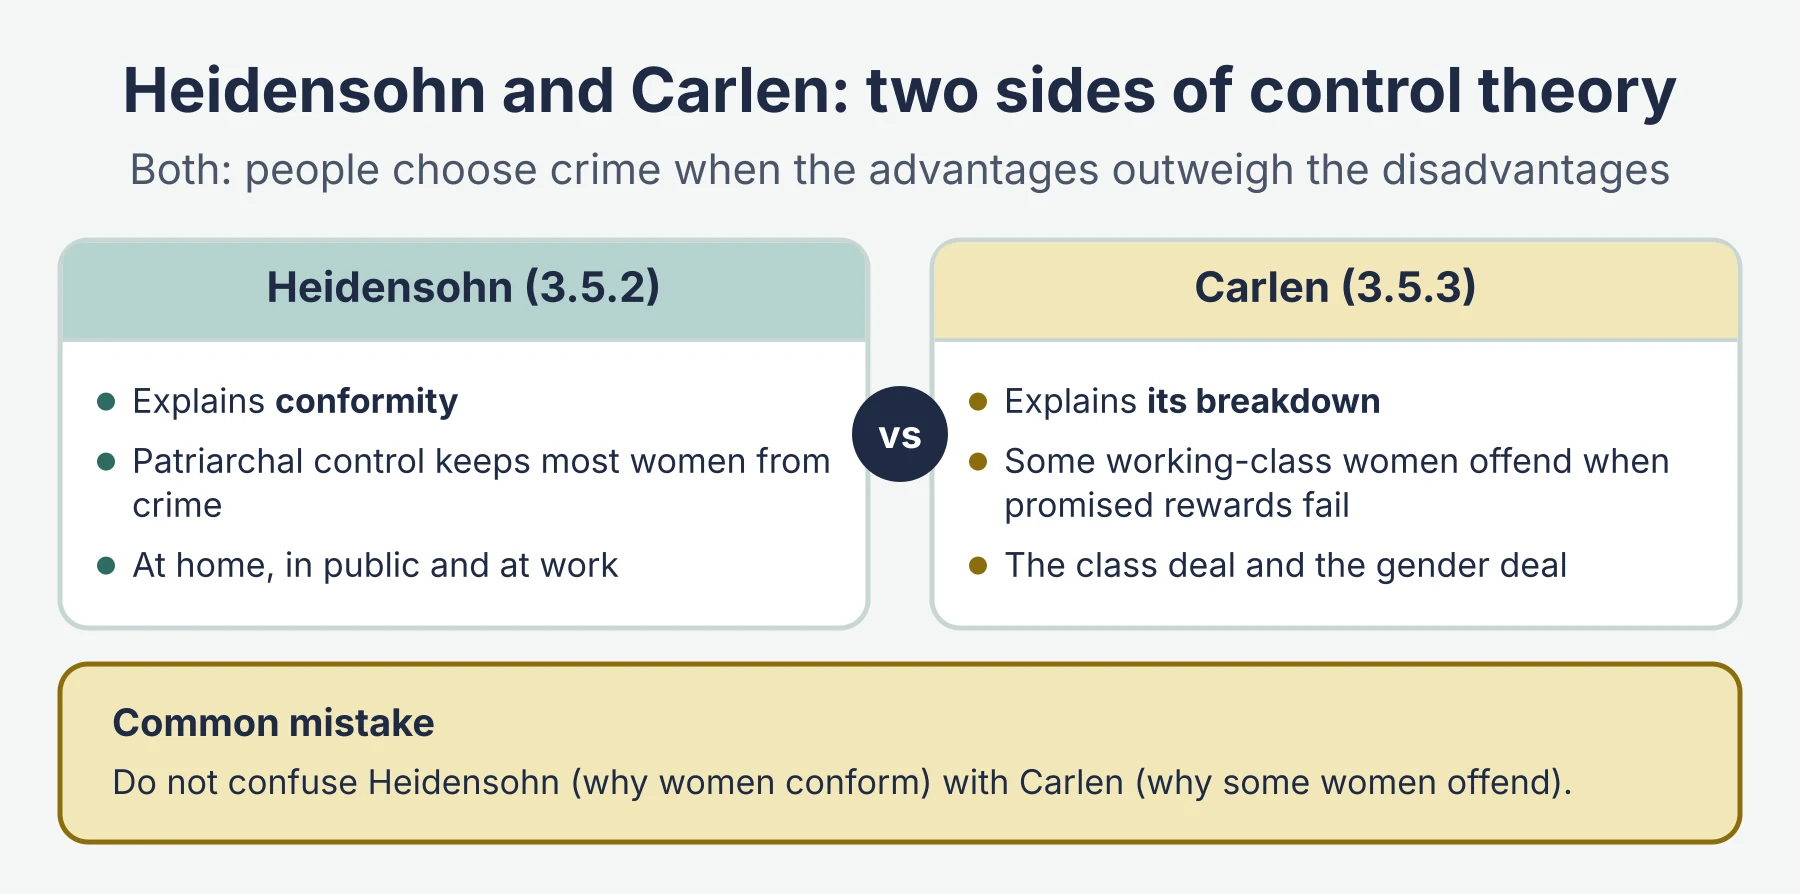 Heidensohn and Carlen: two sides of control theory
Both: people choose crime when the advantages outweigh the disadvantages
Heidensohn (3.5.2)
Explains conformity
Patriarchal control keeps most women from
crime
At home, in public and at work
vs
Carlen (3.5.3)
Explains its breakdown
Some working-class women offend when
promised rewards fail
The class deal and the gender deal
Common mistake
Do not confuse Heidensohn (why women conform) with Carlen (why some women offend).